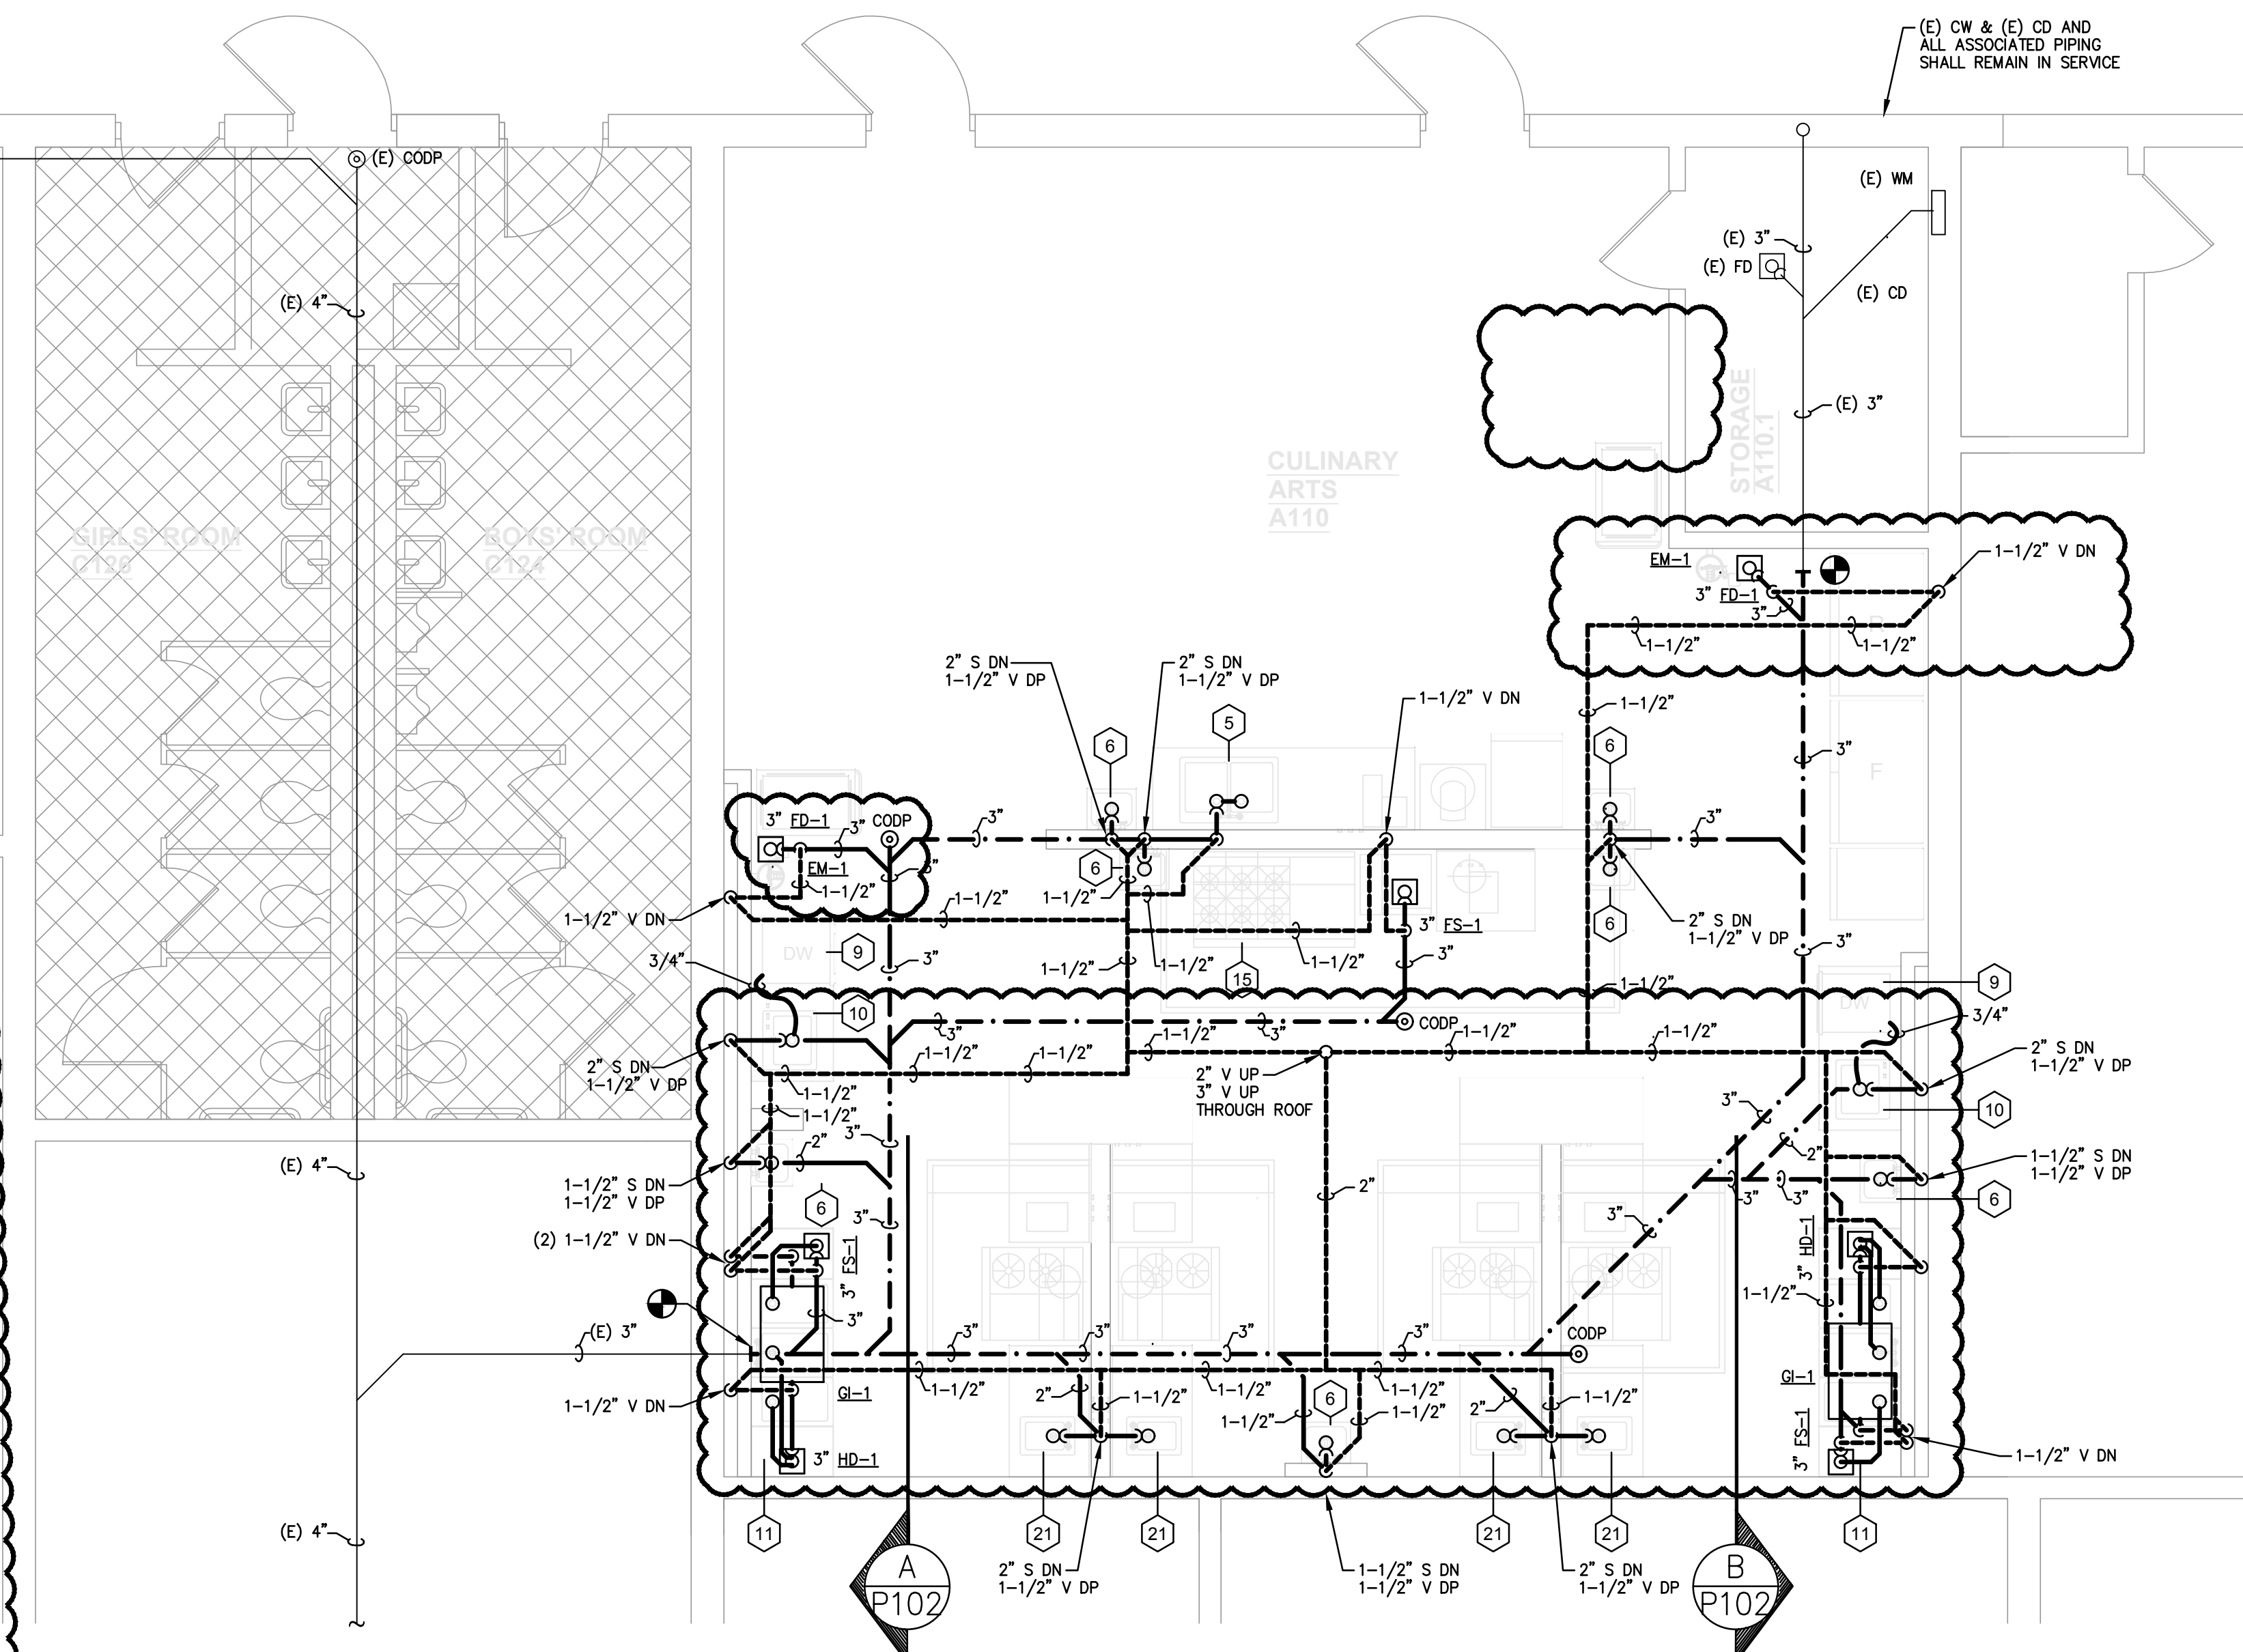 (E) CW & (E) CD AND
ALL ASSOCIATED PIPING
SHALL REMAIN IN SERVICE
(E) CODP
(E) WM
(E) 3"
(E) FD
(E) CD
(E) 4"
(E) 3"
STORAGE
A110.1
CULINARY
ARTS
A110
GIRLS' ROOM
C126
BOYS' ROOM
C124
EM-1
1-1/2" V DN
3" FD-1
3"
1-1/2"
1-1/2"
2" S DN
1-1/2" V DP
2" S DN
1-1/2" V DP
1-1/2" V DN
1-1/2"
6
5
6
3"
F
3" FD-1
3"
CODP
3"
3"
EM-1
1-1/2"
3"
6
1-1/2"
1-1/2"
1-1/2" V DN
3" FS-1
6
2" S DN
1-1/2" V DP
DW
9
3"
3"
3/4"
1-1/2"
1-1/2"
15
1-1/2"
3"
1-1/2"
DW
9
10
3"
3"
CODP
3/4"
1-1/2"
1-1/2"
1-1/2"
1-1/2"
1-1/2"
2" S DN
1-1/2" V DP
2" S DN
1-1/2" V DP
2" V UP
3" V UP
THROUGH ROOF
1-1/2"
1-1/2"
3"
3"
10
2"
2"
1-1/2" S DN
1-1/2" V DP
1-1/2" S DN
1-1/2" V DP
(E) 4"
6
3"
2"
3"
3"
3"
6
(2) 1-1/2" V DN
FS-1
3"
HD-1
3"
1-1/2"
3"
(E) 3"
3"
3"
3"
3"
CODP
1-1/2"
1-1/2"
1-1/2"
GI-1
1-1/2" V DN
GI-1
2"
1-1/2"
6
1-1/2"
1-1/2"
2"
1-1/2"
3" HD-1
3" FS-1
1-1/2" V DN
(E) 4"
11
21
21
21
21
11
2" S DN
1-1/2" V DP
1-1/2" S DN
1-1/2" V DP
2" S DN
1-1/2" V DP
A
P102
B
P102